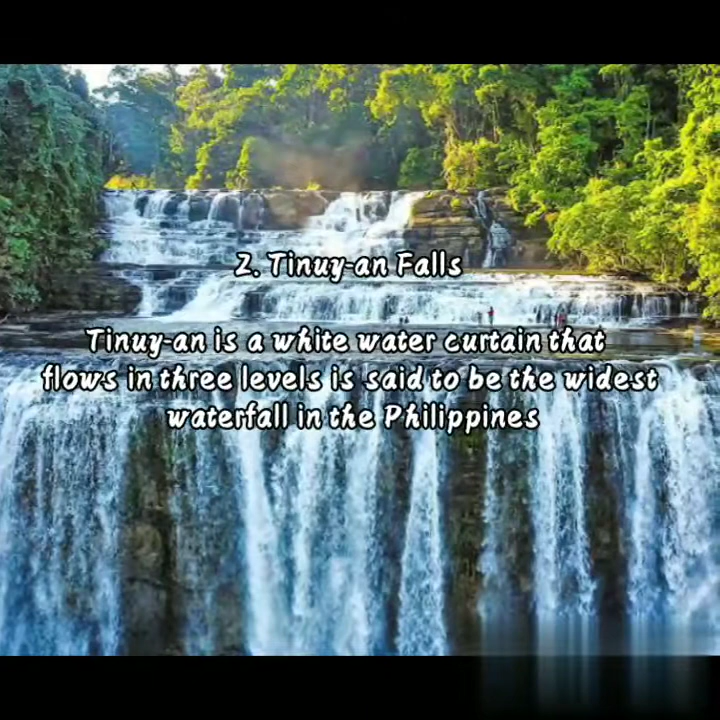 2. Tinuy-an Falls
Tinuy-an is a white water curtain that
flows in three levels is said to be the widest
waterfall in the Philippines